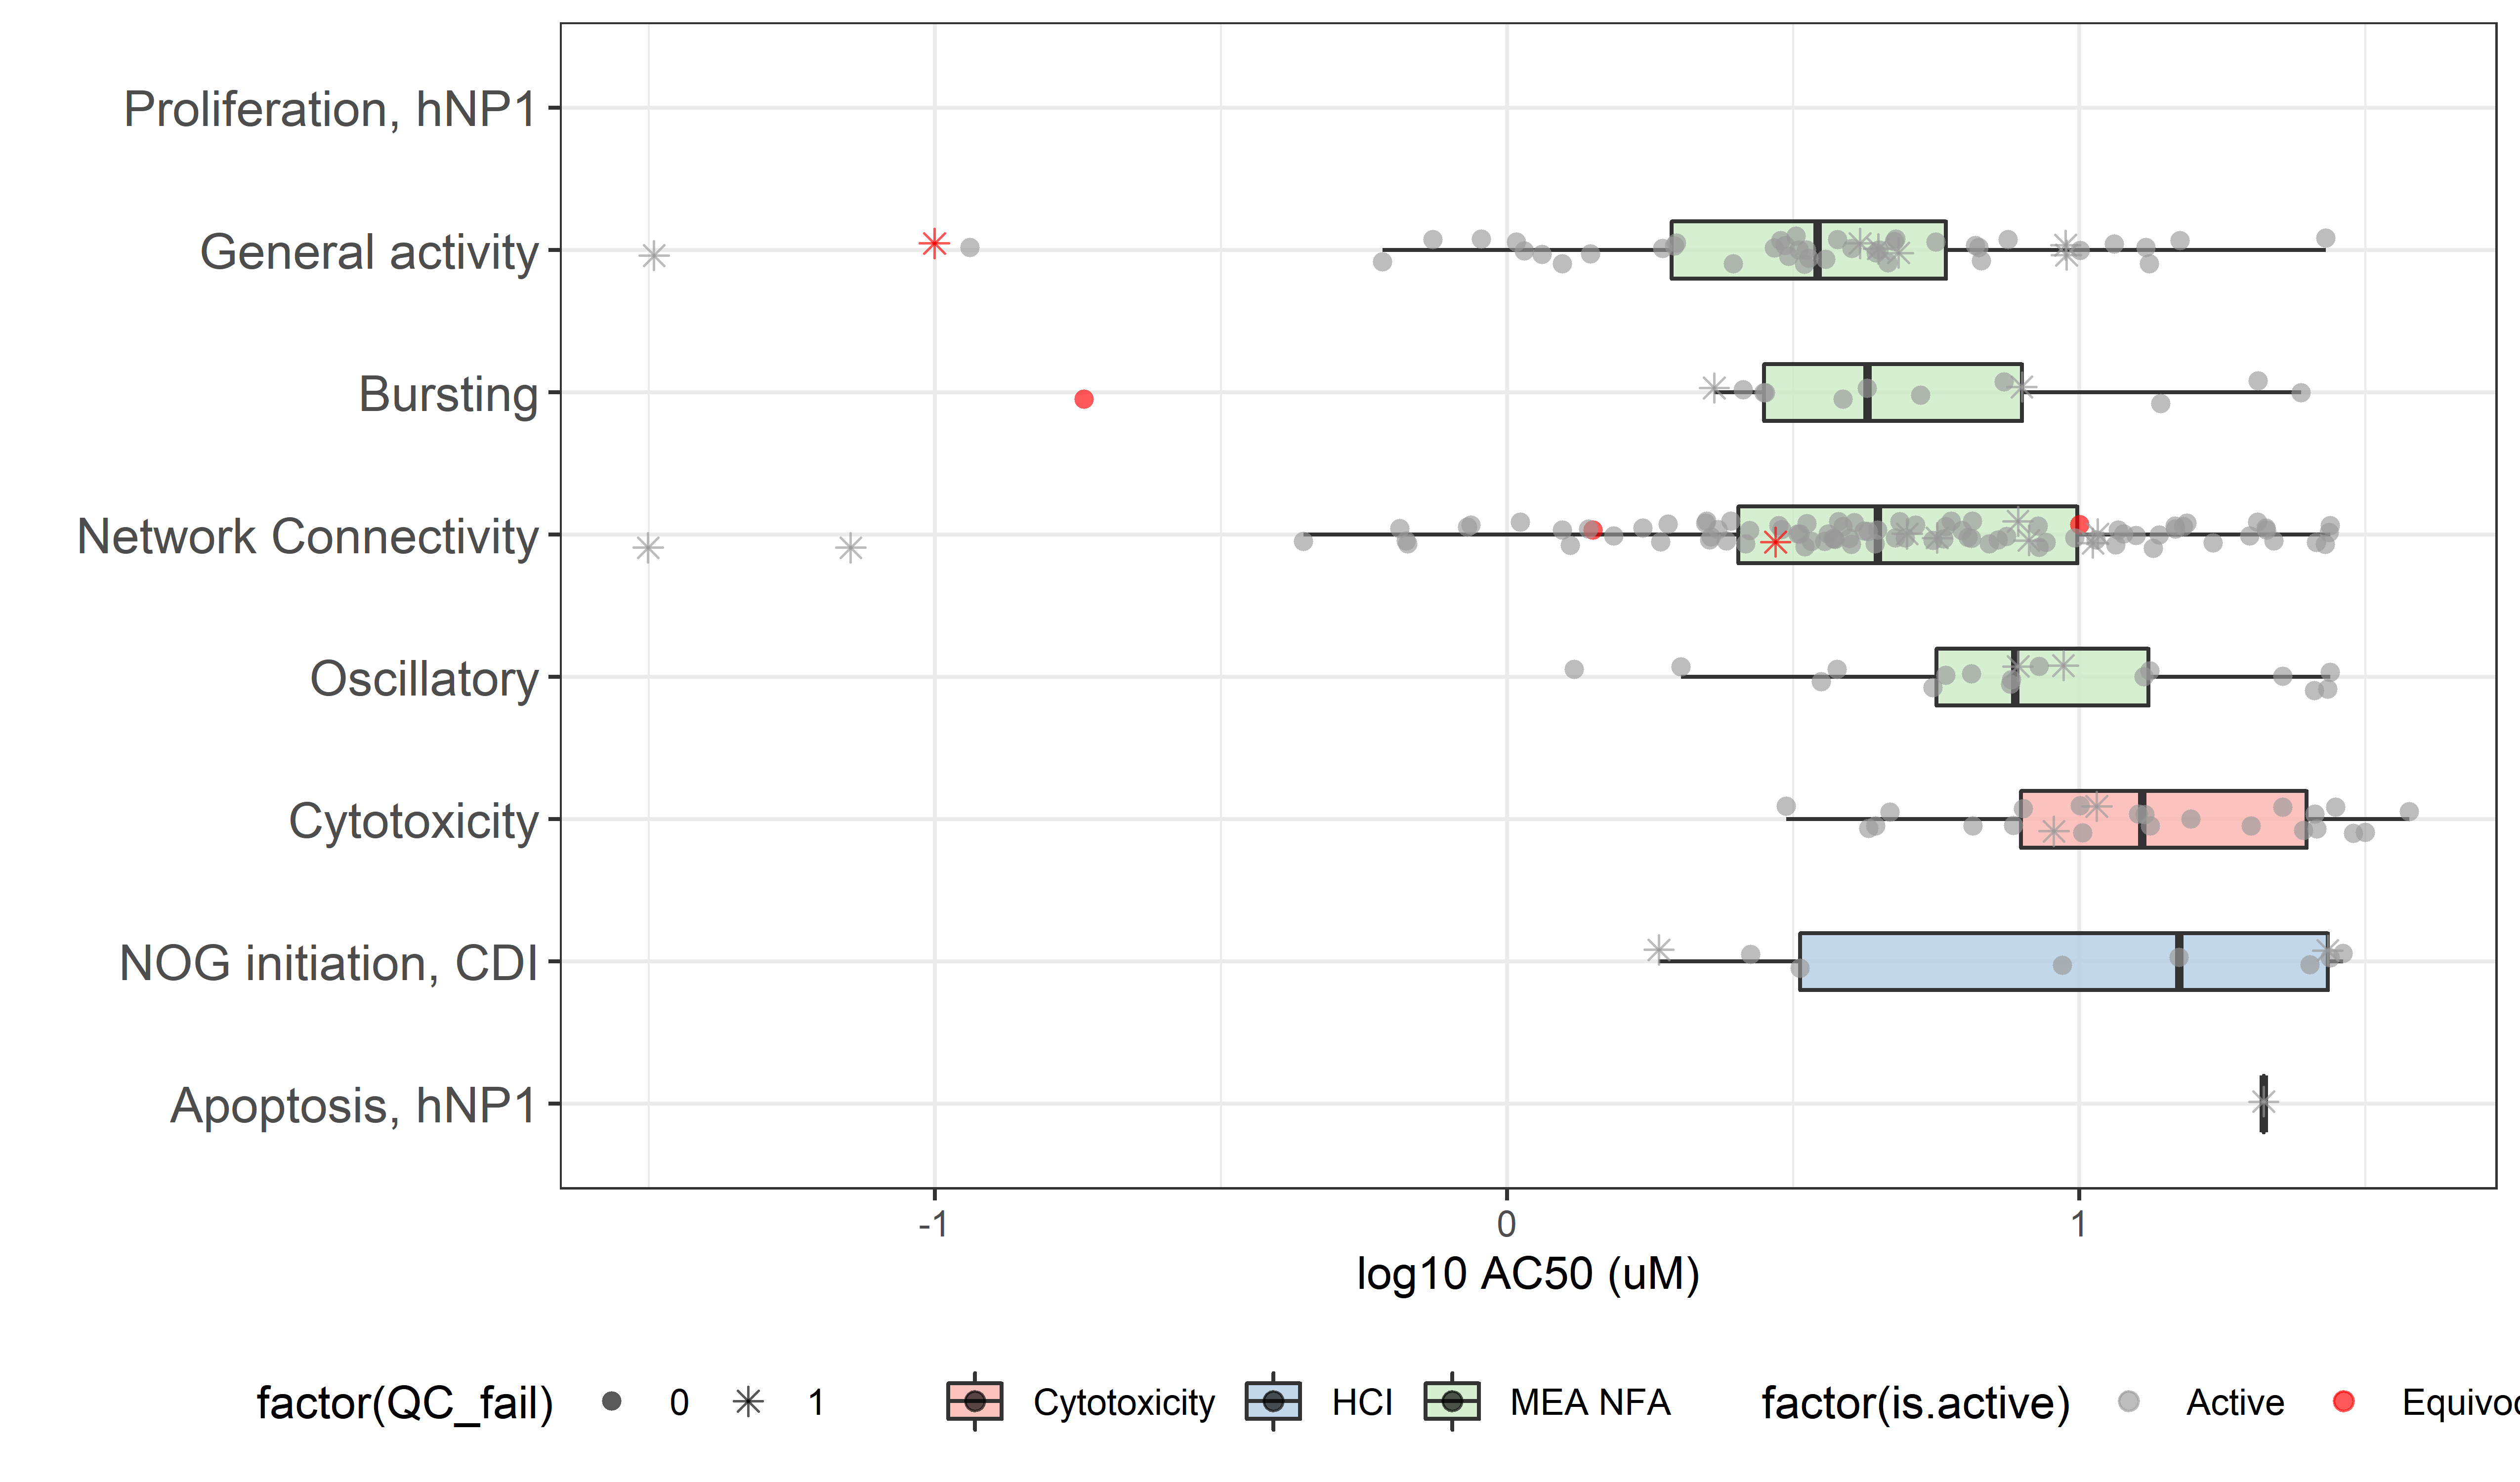 Proliferation, hNP1
General activity
Bursting
Network Connectivity
Oscillatory
Cytotoxicity
NOG initiation, CDI
Apoptosis, hNP1
-1 0 1
log10 AC50 (uM)
factor(QC_fail) 0 1 Cytotoxicity HCI MEA NFA factor(is.active) Active